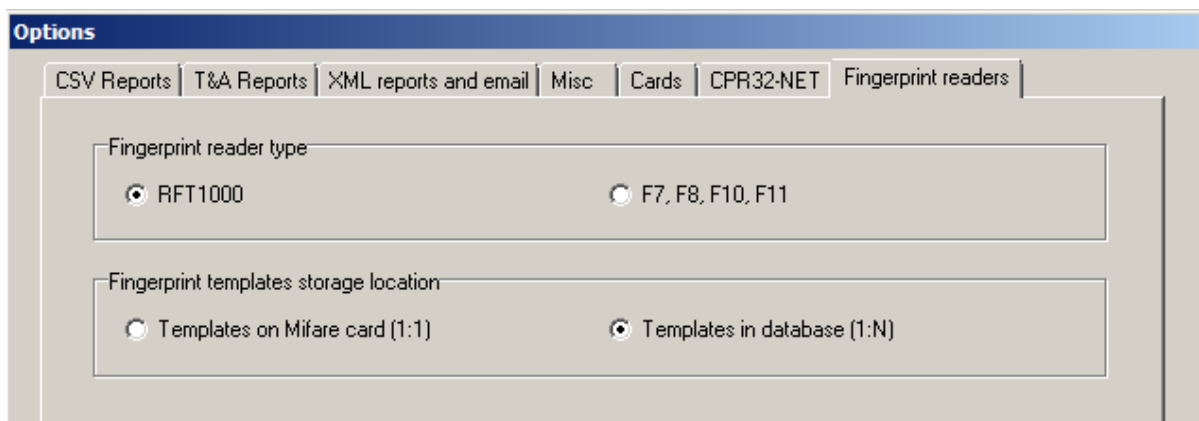 Options
CSV Reports T&A Reports XML reports and email Misc Cards CPR32-NET Fingerprint readers
Fingerprint reader type
RFT1000 F7, F8, F10, F11
Fingerprint templates storage location
Templates on Mifare card (1:1) Templates in database (1:N)